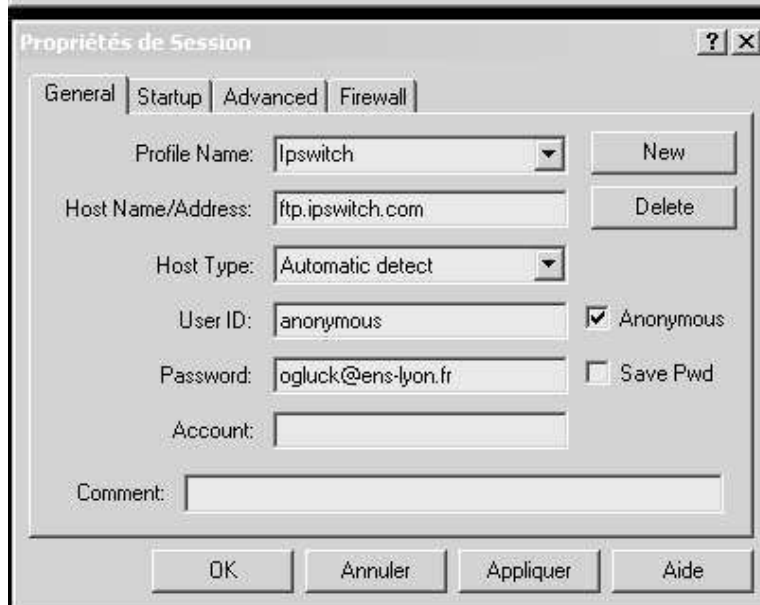 Propriétés de Session
General Startup Advanced Firewall
Profile Name: Ipswitch New
Host Name/Address: ftp.ipswitch.com Delete
Host Type: Automatic detect
User ID: anonymous Anonymous
Password: ogluck@ens-lyon.fr Save Pwd
Account:
Comment:
OK Annuler Appliquer Aide